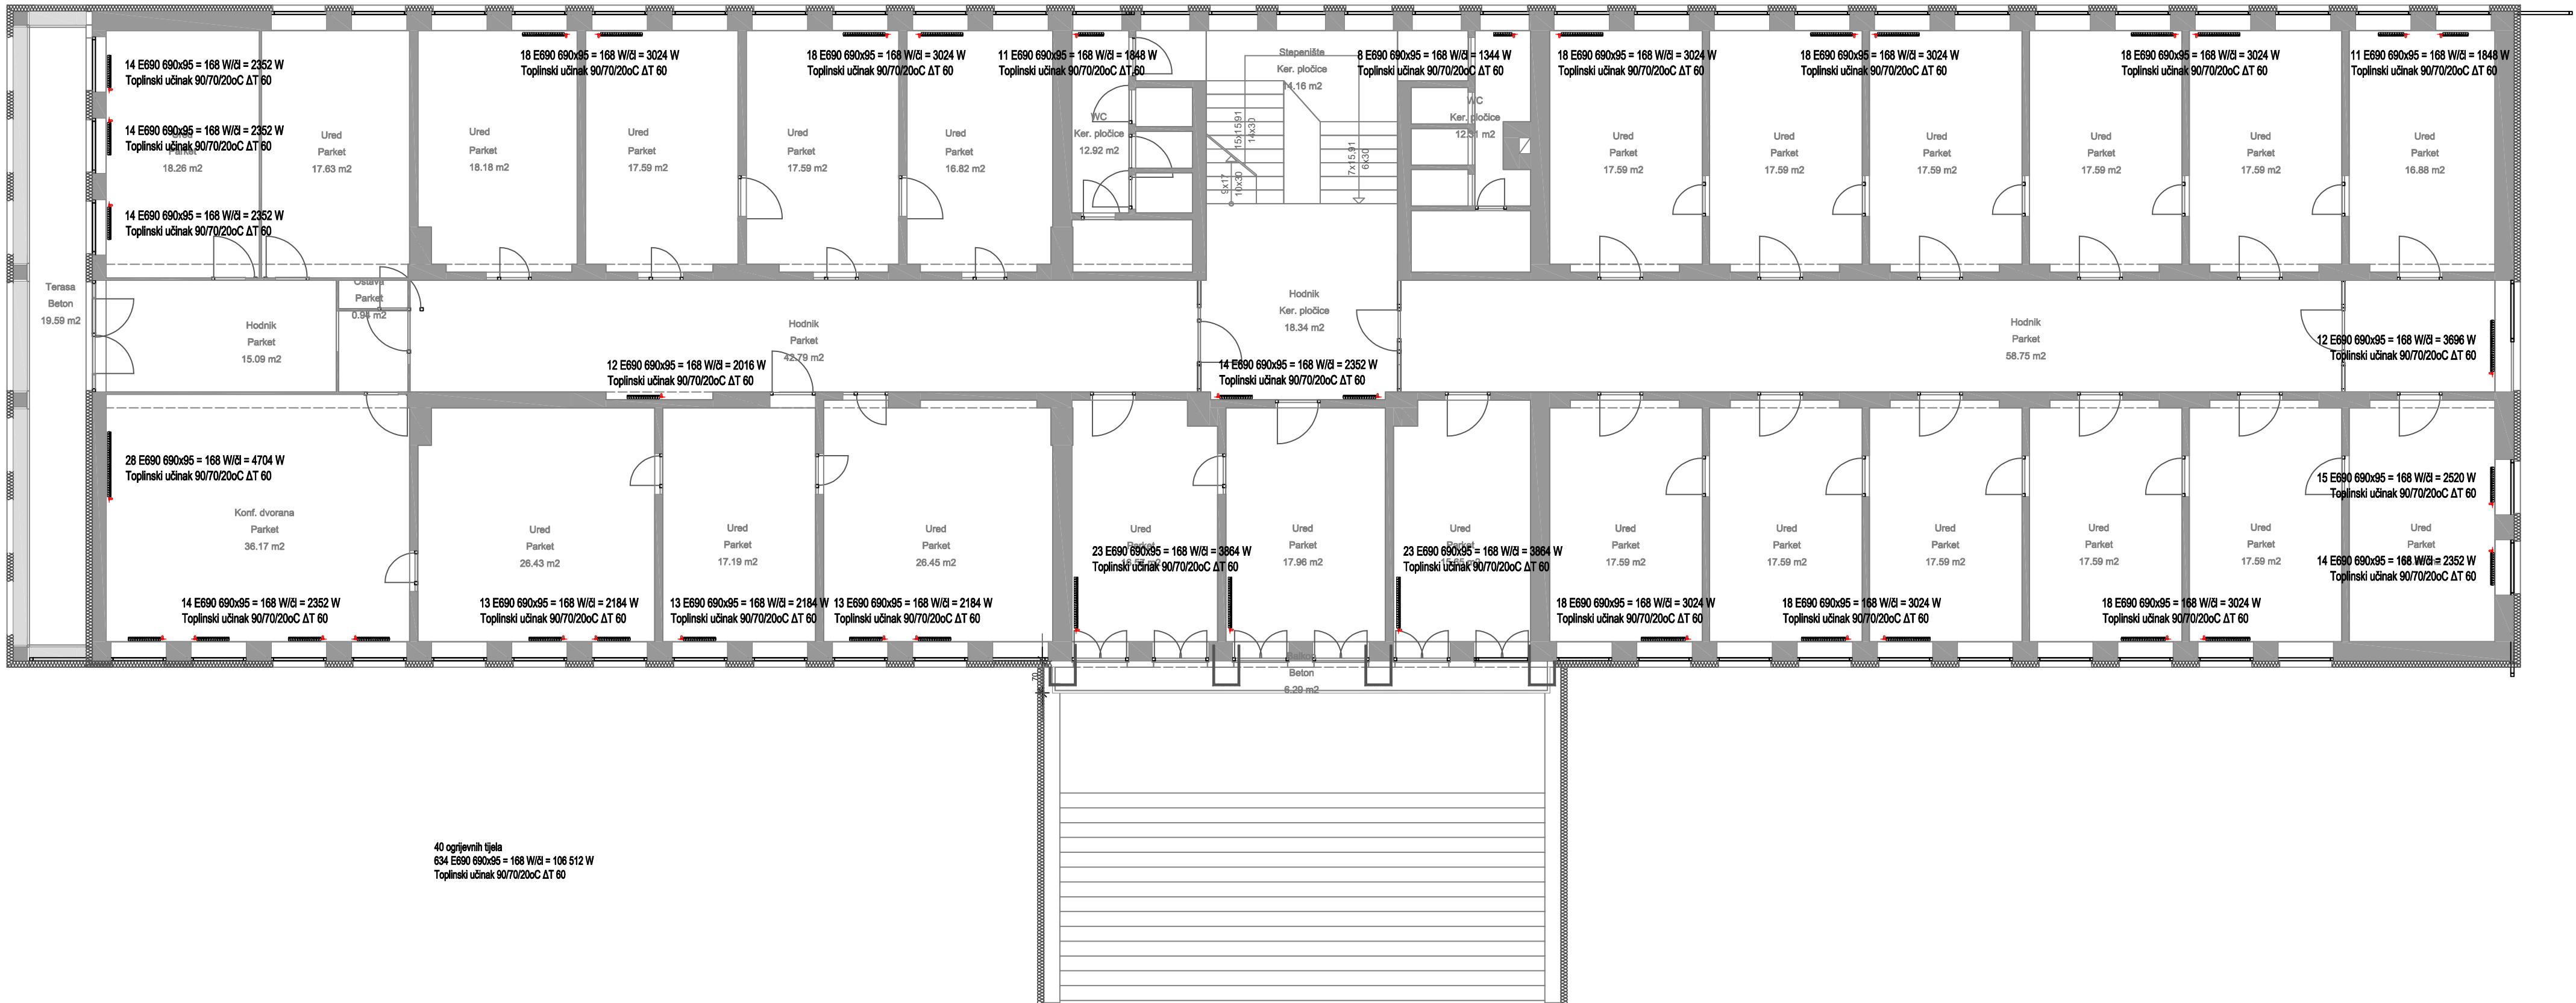 18 E690 690x95 = 168 W/čl = 3024 W
Toplinski učinak 90/70/20oC ΔT 60
18 E690 690x95 = 168 W/čl = 3024 W
Toplinski učinak 90/70/20oC ΔT 60
11 E690 690x95 = 168 W/čl = 1848 W
Toplinski učinak 90/70/20oC ΔT 60
Stepenište
Ker. pločice
14.16 m2
8 E690 690x95 = 168 W/čl = 1344 W
Toplinski učinak 90/70/20oC ΔT 60
18 E690 690x95 = 168 W/čl = 3024 W
Toplinski učinak 90/70/20oC ΔT 60
18 E690 690x95 = 168 W/čl = 3024 W
Toplinski učinak 90/70/20oC ΔT 60
18 E690 690x95 = 168 W/čl = 3024 W
Toplinski učinak 90/70/20oC ΔT 60
11 E690 690x95 = 168 W/čl = 1848 W
Toplinski učinak 90/70/20oC ΔT 60
14 E690 690x95 = 168 W/čl = 2352 W
Toplinski učinak 90/70/20oC ΔT 60
14 E690 690x95 = 168 W/čl = 2352 W
Toplinski učinak 90/70/20oC ΔT 60
Ured
Parket
18.26 m2
14 E690 690x95 = 168 W/čl = 2352 W
Toplinski učinak 90/70/20oC ΔT 60
Ured
Parket
17.63 m2
Ured
Parket
18.18 m2
Ured
Parket
17.59 m2
Ured
Parket
17.59 m2
Ured
Parket
16.82 m2
WC
Ker. pločice
12.92 m2
15x15,91
14x30
9x17
10x30
7x15,91
6x30
WC
Ker. pločice
12.31 m2
Ured
Parket
17.59 m2
Ured
Parket
17.59 m2
Ured
Parket
17.59 m2
Ured
Parket
17.59 m2
Ured
Parket
17.59 m2
Ured
Parket
16.88 m2
Terasa
Beton
19.59 m2
Hodnik
Parket
15.09 m2
Ostava
Parket
0.94 m2
Hodnik
Parket
42.79 m2
12 E690 690x95 = 168 W/čl = 2016 W
Toplinski učinak 90/70/20oC ΔT 60
Hodnik
Ker. pločice
18.34 m2
14 E690 690x95 = 168 W/čl = 2352 W
Toplinski učinak 90/70/20oC ΔT 60
Hodnik
Parket
58.75 m2
12 E690 690x95 = 168 W/čl = 3696 W
Toplinski učinak 90/70/20oC ΔT 60
28 E690 690x95 = 168 W/čl = 4704 W
Toplinski učinak 90/70/20oC ΔT 60
Konf. dvorana
Parket
36.17 m2
14 E690 690x95 = 168 W/čl = 2352 W
Toplinski učinak 90/70/20oC ΔT 60
Ured
Parket
26.43 m2
13 E690 690x95 = 168 W/čl = 2184 W
Toplinski učinak 90/70/20oC ΔT 60
Ured
Parket
17.19 m2
13 E690 690x95 = 168 W/čl = 2184 W
Toplinski učinak 90/70/20oC ΔT 60
Ured
Parket
26.45 m2
13 E690 690x95 = 168 W/čl = 2184 W
Toplinski učinak 90/70/20oC ΔT 60
Ured
Parket
23 E690 690x95 = 168 W/čl = 3864 W
Toplinski učinak 90/70/20oC ΔT 60
Ured
Parket
17.96 m2
Ured
Parket
23 E690 690x95 = 168 W/čl = 3864 W
Toplinski učinak 90/70/20oC ΔT 60
Ured
Parket
17.59 m2
18 E690 690x95 = 168 W/čl = 3024 W
Toplinski učinak 90/70/20oC ΔT 60
Ured
Parket
17.59 m2
18 E690 690x95 = 168 W/čl = 3024 W
Toplinski učinak 90/70/20oC ΔT 60
Ured
Parket
17.59 m2
Ured
Parket
17.59 m2
18 E690 690x95 = 168 W/čl = 3024 W
Toplinski učinak 90/70/20oC ΔT 60
Ured
Parket
17.59 m2
15 E690 690x95 = 168 W/čl = 2520 W
Toplinski učinak 90/70/20oC ΔT 60
Ured
Parket
14 E690 690x95 = 168 W/čl = 2352 W
Toplinski učinak 90/70/20oC ΔT 60
70
Balkon
Beton
6.29 m2
40 ogrijevnih tijela
634 E690 690x95 = 168 W/čl = 106 512 W
Toplinski učinak 90/70/20oC ΔT 60